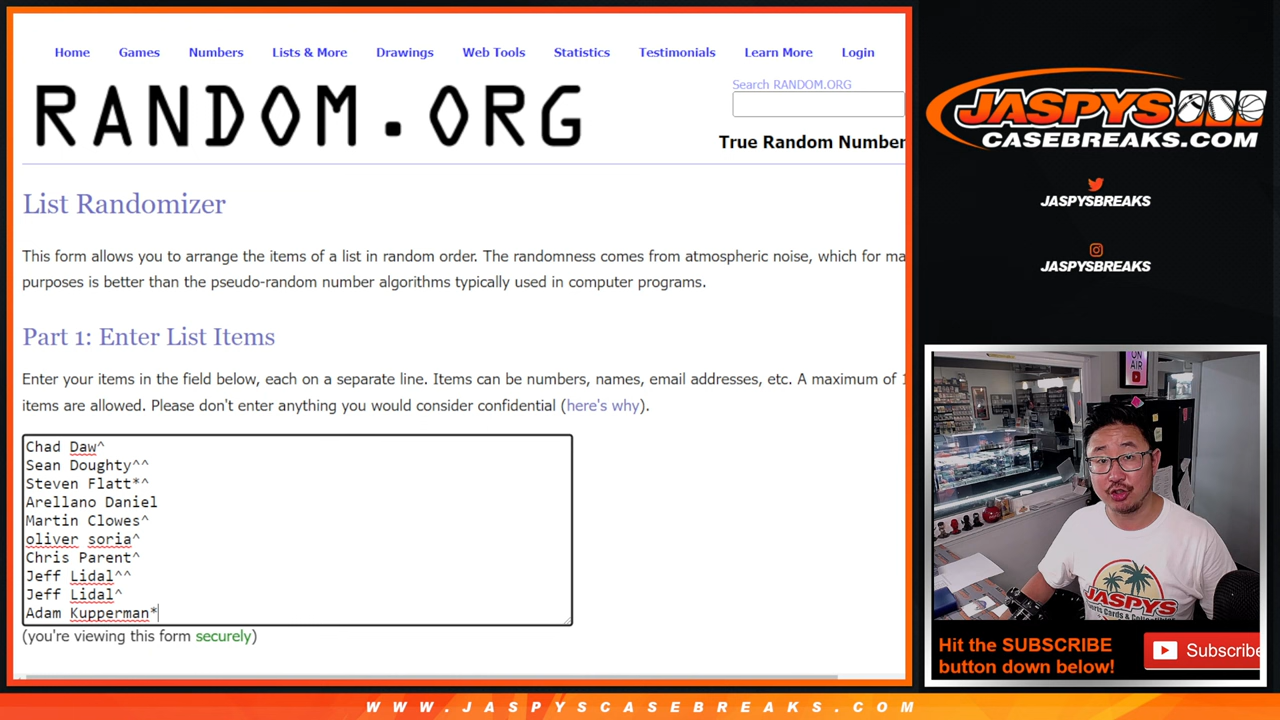 Home Games Numbers Lists & More Drawings Web Tools Statistics Testimonials Learn More Login
RANDOM.ORG
Search RANDOM.ORG
True Random Number
List Randomizer
This form allows you to arrange the items of a list in random order. The randomness comes from atmospheric noise, which for ma
purposes is better than the pseudo-random number algorithms typically used in computer programs.
Part 1: Enter List Items
Enter your items in the field below, each on a separate line. Items can be numbers, names, email addresses, etc. A maximum of 1
items are allowed. Please don't enter anything you would consider confidential (here's why).
Chad Daw^
Sean Doughty^^
Steven Flatt*^
Arellano Daniel
Martin Clowes^
oliver soria^
Chris Parent^
Jeff Lidal^^
Jeff Lidal^
Adam Kupperman*
(you're viewing this form securely)
JASPYS
CASEBREAKS.COM
JASPYSBREAKS
JASPYSBREAKS
ON
AIR
JASPYS
Hit the SUBSCRIBE
button down below!
Subscribe
WWW.JASPYSCASEBREAKS.COM